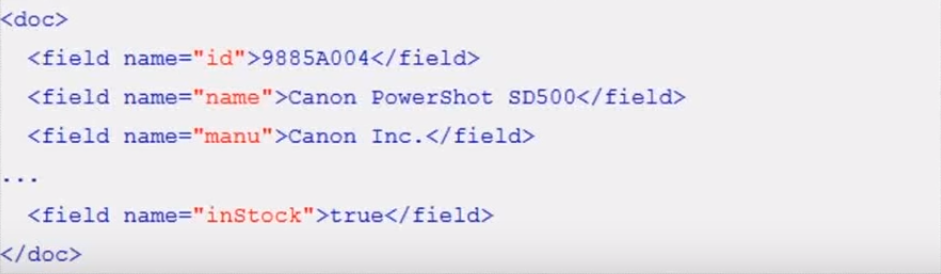 <doc>
<field name="id">9885A004</field>
<field name="name">Canon PowerShot SD500</field>
<field name="manu">Canon Inc.</field>
...
<field name="inStock">true</field>
</doc>